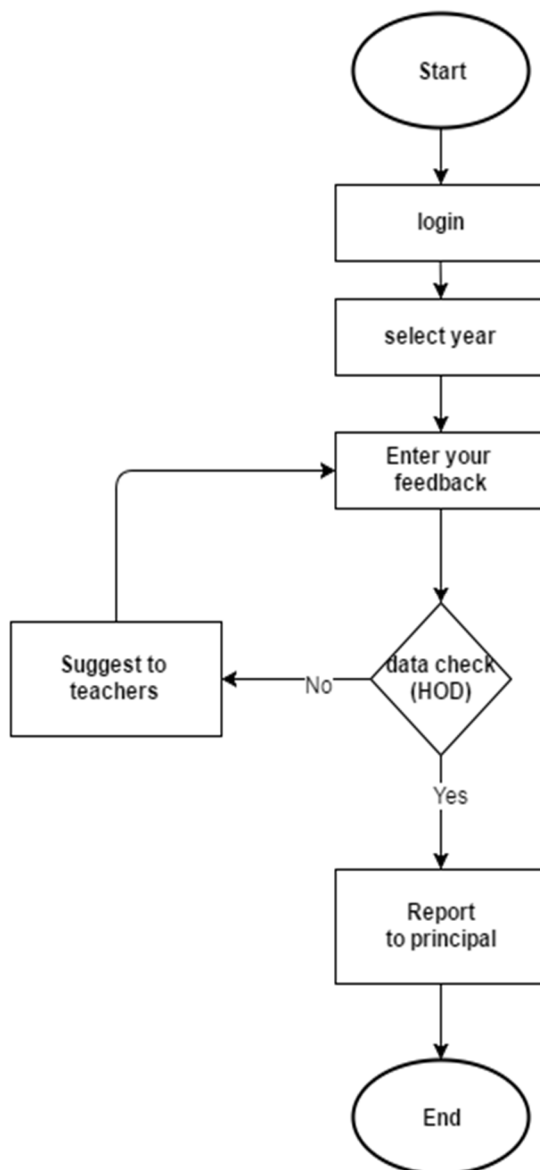 Start
login
select year
Enter your
feedback
data check
(HOD)
No
Suggest to
teachers
Yes
Report
to principal
End